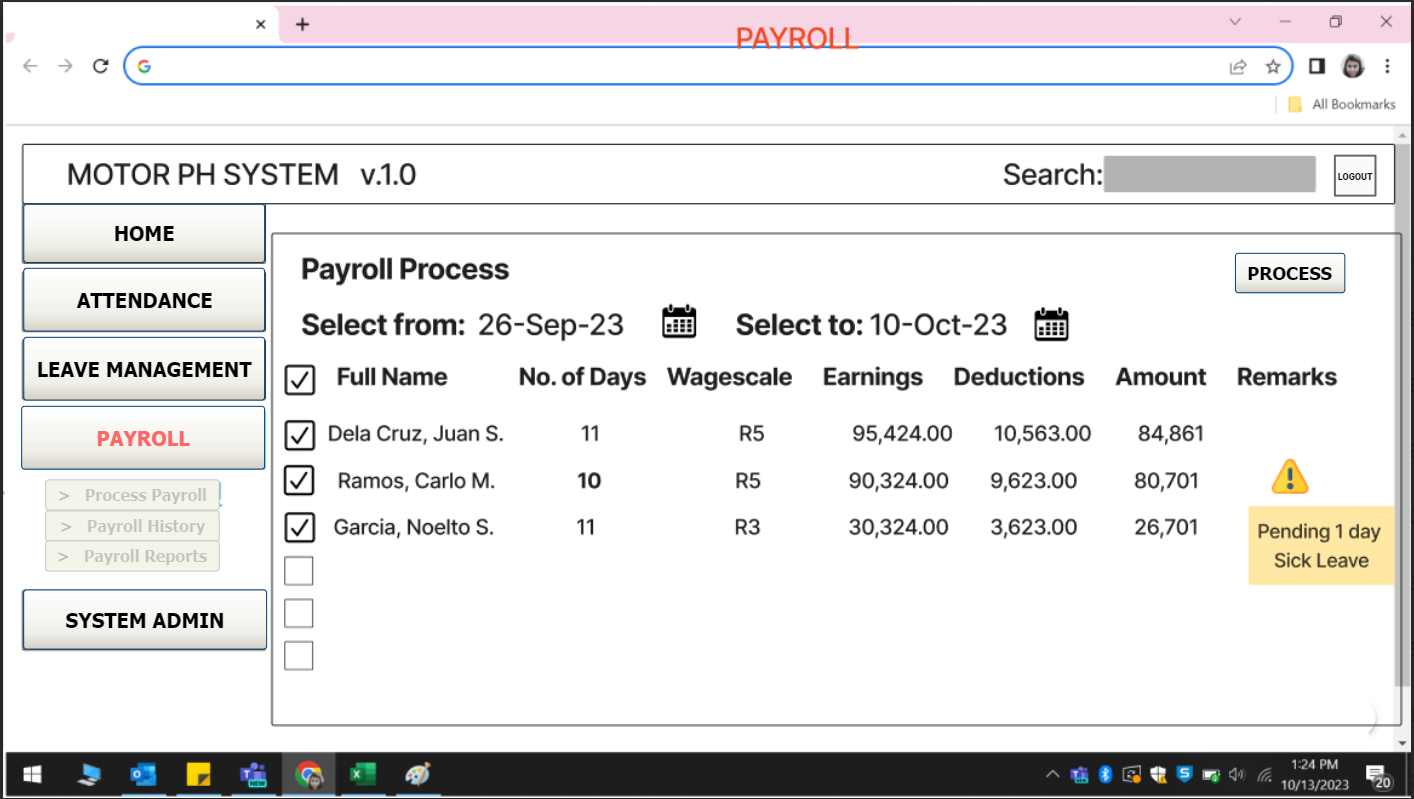 PAYROLL
All Bookmarks
MOTOR PH SYSTEM v.1.0 Search: LOGOUT
HOME
ATTENDANCE
LEAVE MANAGEMENT
PAYROLL
> Process Payroll
> Payroll History
> Payroll Reports
SYSTEM ADMIN
Payroll Process PROCESS
Select from: 26-Sep-23 Select to: 10-Oct-23
Full Name No. of Days Wagescale Earnings Deductions Amount Remarks
Dela Cruz, Juan S. 11 R5 95,424.00 10,563.00 84,861
Ramos, Carlo M. 10 R5 90,324.00 9,623.00 80,701
Garcia, Noelto S. 11 R3 30,324.00 3,623.00 26,701
Pending 1 day
Sick Leave
1:24 PM
10/13/2023
20